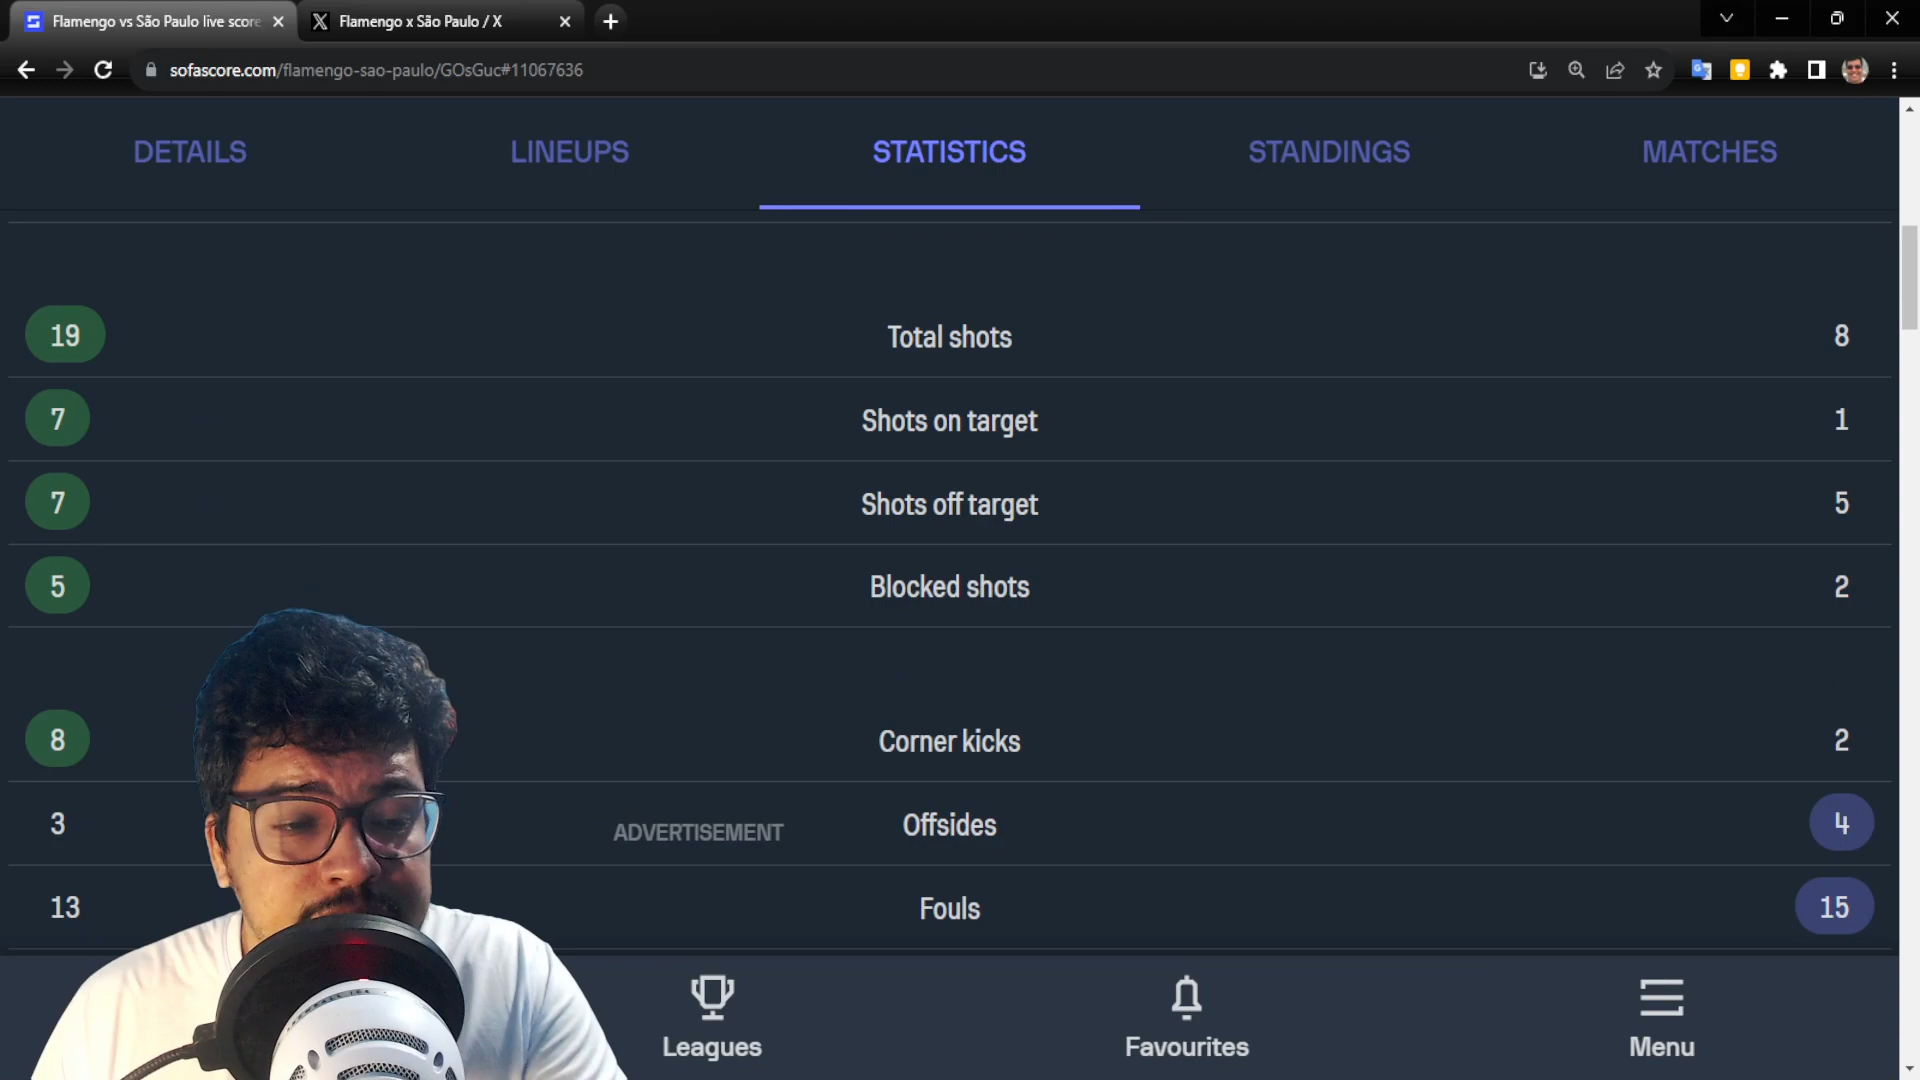 Flamengo vs São Paulo live score
Flamengo x São Paulo / X
sofascore.com/flamengo-sao-paulo/GOsGuc#11067636
DETAILS LINEUPS STATISTICS STANDINGS MATCHES
19 Total shots 8
7 Shots on target 1
7 Shots off target 5
5 Blocked shots 2
8 Corner kicks 2
3 Offsides 4
ADVERTISEMENT
13 Fouls 15
Leagues Favourites Menu